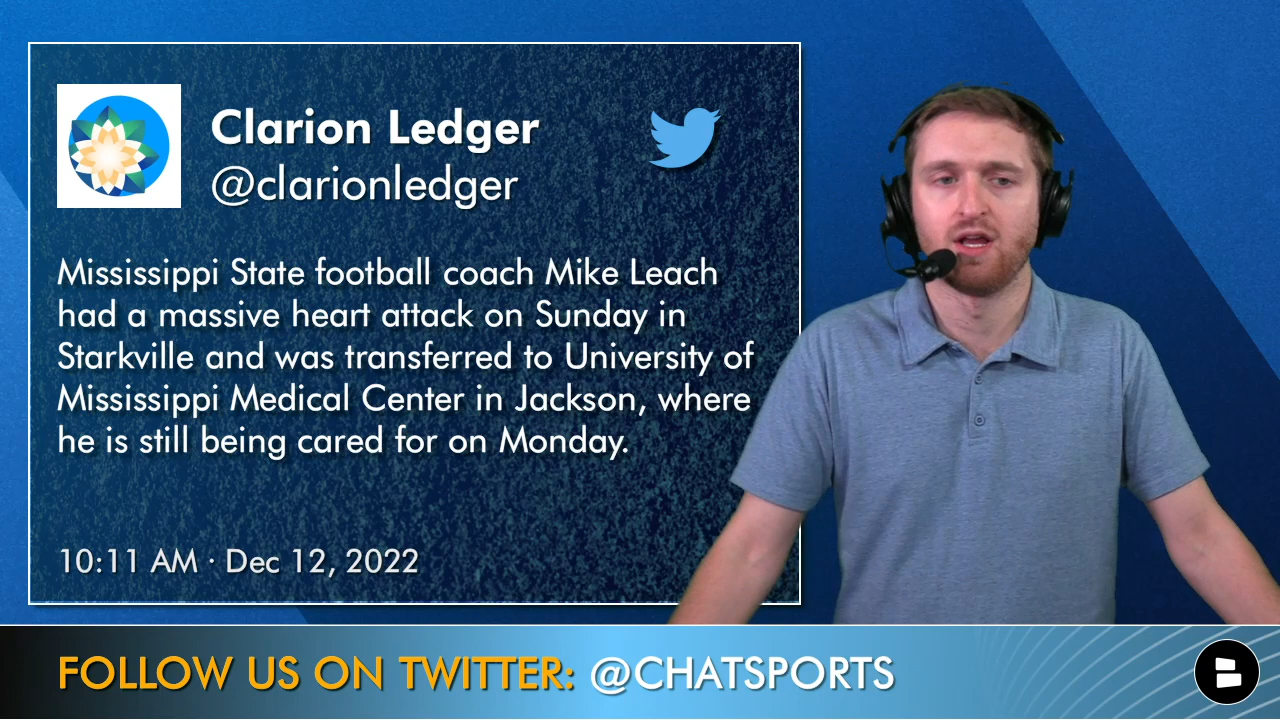 Clarion Ledger
@clarionledger
Mississippi State football coach Mike Leach
had a massive heart attack on Sunday in
Starkville and was transferred to University of
Mississippi Medical Center in Jackson, where
he is still being cared for on Monday.
10:11 AM · Dec 12, 2022
FOLLOW US ON TWITTER: @CHATSPORTS